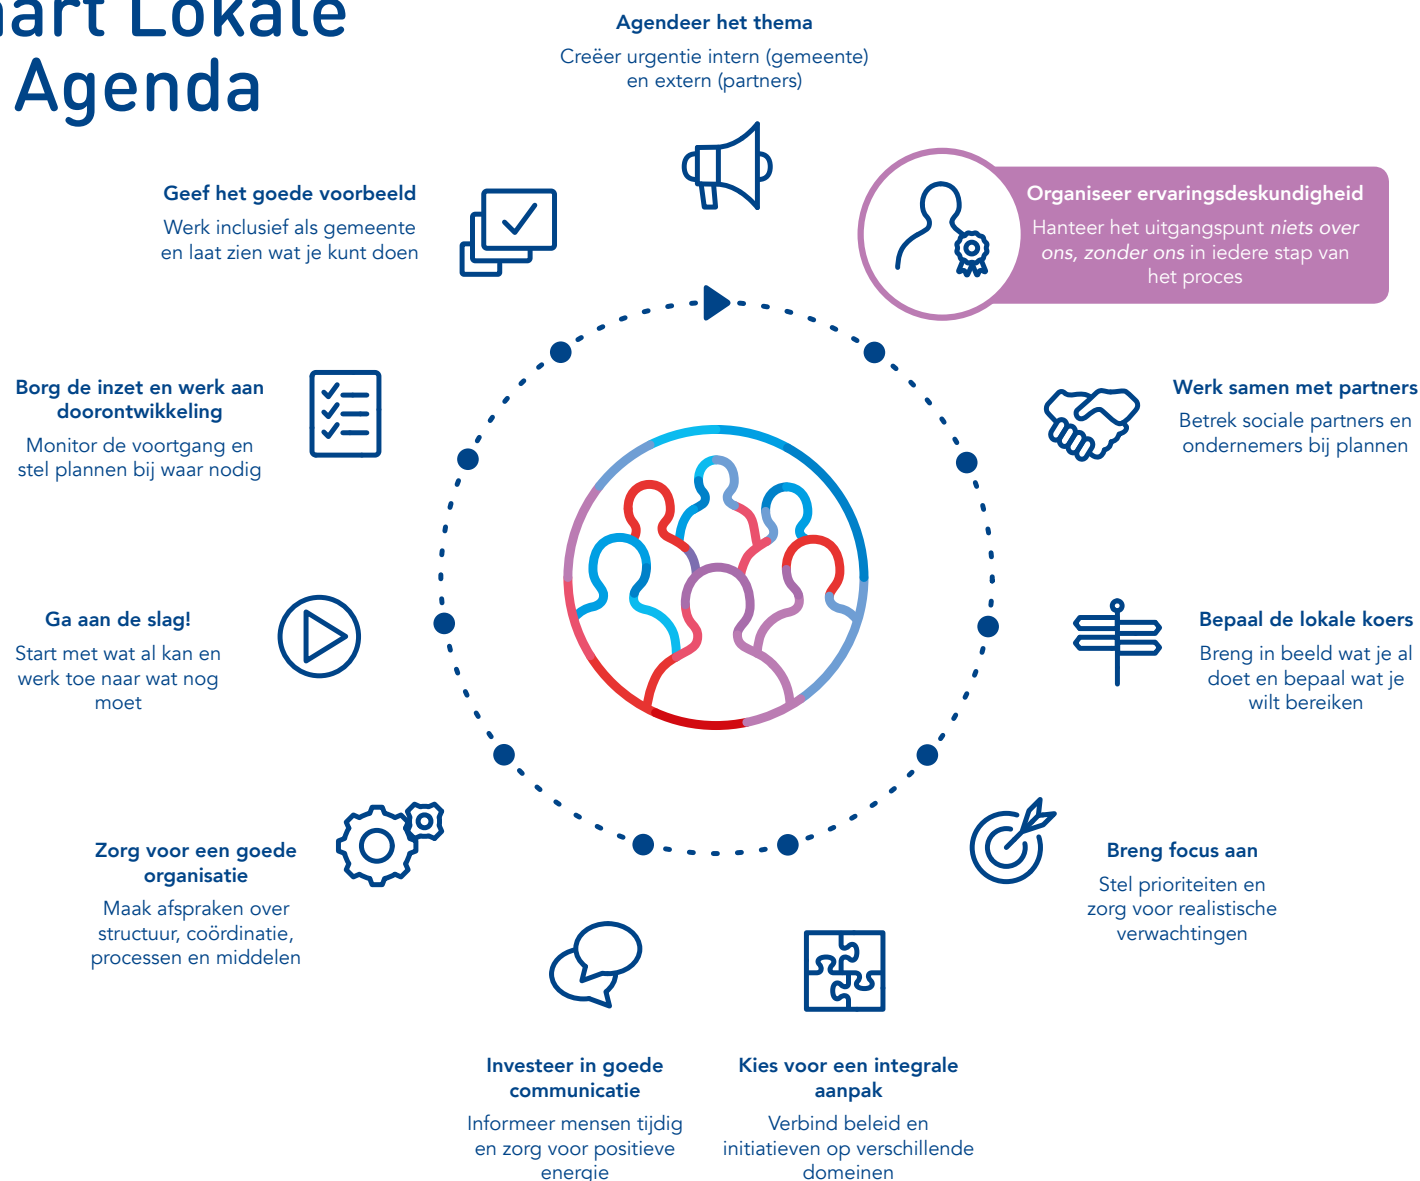 Lokale
Agenda
Agendeer het thema
Creëer urgentie intern (gemeente)
en extern (partners)
Organiseer ervaringsdeskundigheid
Hanteer het uitgangspunt niets over
ons, zonder ons in iedere stap van
het proces
Werk samen met partners
Betrek sociale partners en
ondernemers bij plannen
Bepaal de lokale koers
Breng in beeld wat je al
doet en bepaal wat je
wilt bereiken
Breng focus aan
Stel prioriteiten en
zorg voor realistische
verwachtingen
Kies voor een integrale
aanpak
Verbind beleid en
initiatieven op verschillende
domeinen
Investeer in goede
communicatie
Informeer mensen tijdig
en zorg voor positieve
energie
Zorg voor een goede
organisatie
Maak afspraken over
structuur, coördinatie,
processen en middelen
Ga aan de slag!
Start met wat al kan en
werk toe naar wat nog
moet
Borg de inzet en werk aan
doorontwikkeling
Monitor de voortgang en
stel plannen bij waar nodig
Geef het goede voorbeeld
Werk inclusief als gemeente
en laat zien wat je kunt doen